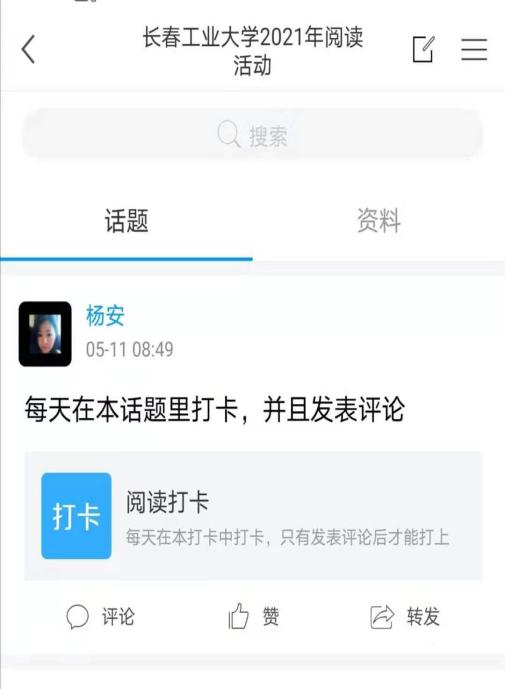 长春工业大学2021年阅读
活动
搜索
话题
资料
杨安
05-11 08:49
每天在本话题里打卡，并且发表评论
打卡
阅读打卡
每天在本打卡中打卡，只有发表评论后才能打上
评论
赞
转发